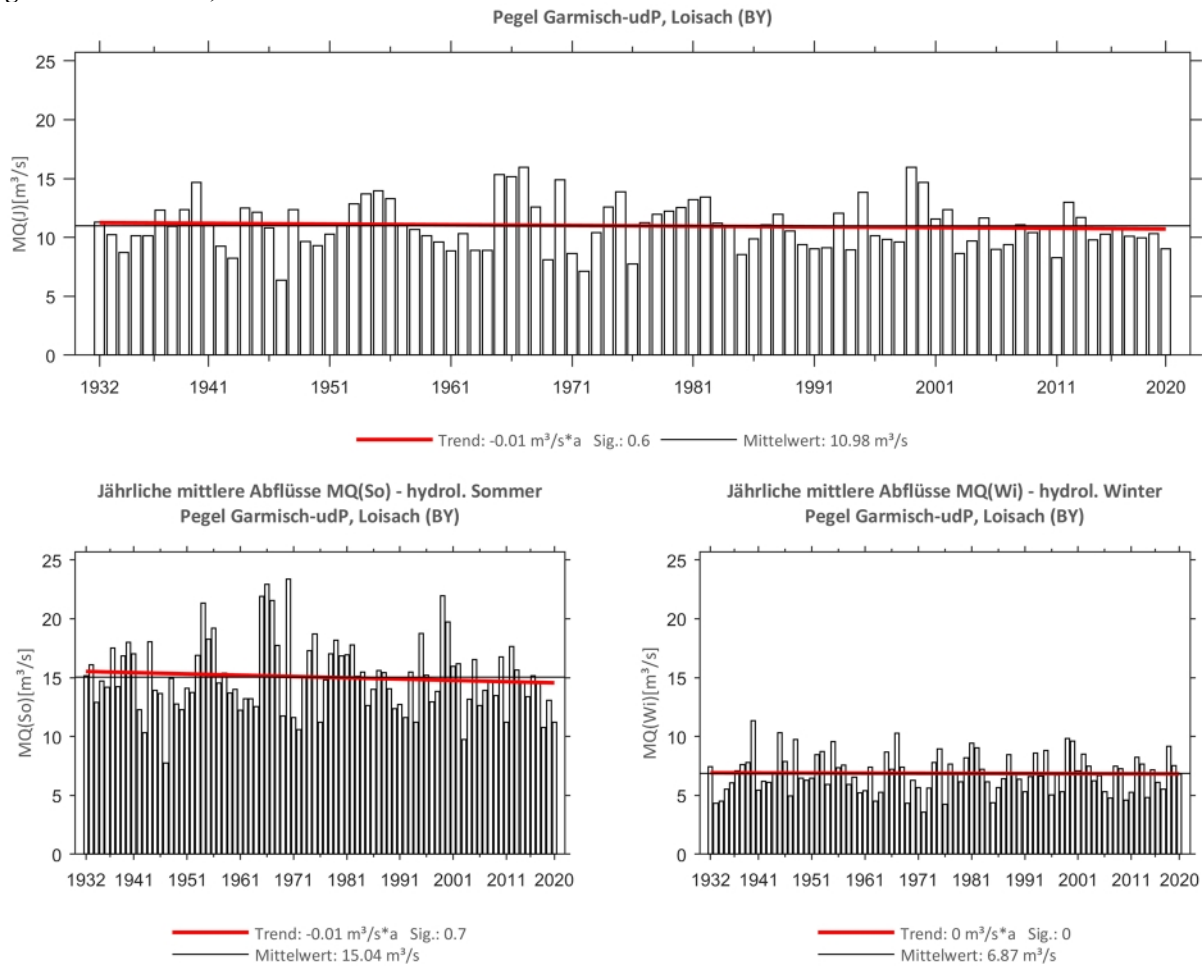 Pegel Garmisch-udP, Loisach (BY)
MQ(J)[m³/s]
25
20
15
10
5
0
1932 1941 1951 1961 1971 1981 1991 2001 2011 2020
Trend: -0.01 m³/s*a Sig.: 0.6 Mittelwert: 10.98 m³/s
Jährliche mittlere Abflüsse MQ(So) - hydrol. Sommer
Pegel Garmisch-udP, Loisach (BY)
MQ(So)[m³/s]
25
20
15
10
5
0
1932 1941 1951 1961 1971 1981 1991 2001 2011 2020
Trend: -0.01 m³/s*a Sig.: 0.7
Mittelwert: 15.04 m³/s
Jährliche mittlere Abflüsse MQ(Wi) - hydrol. Winter
Pegel Garmisch-udP, Loisach (BY)
MQ(Wi)[m³/s]
25
20
15
10
5
0
1932 1941 1951 1961 1971 1981 1991 2001 2011 2020
Trend: 0 m³/s*a Sig.: 0
Mittelwert: 6.87 m³/s